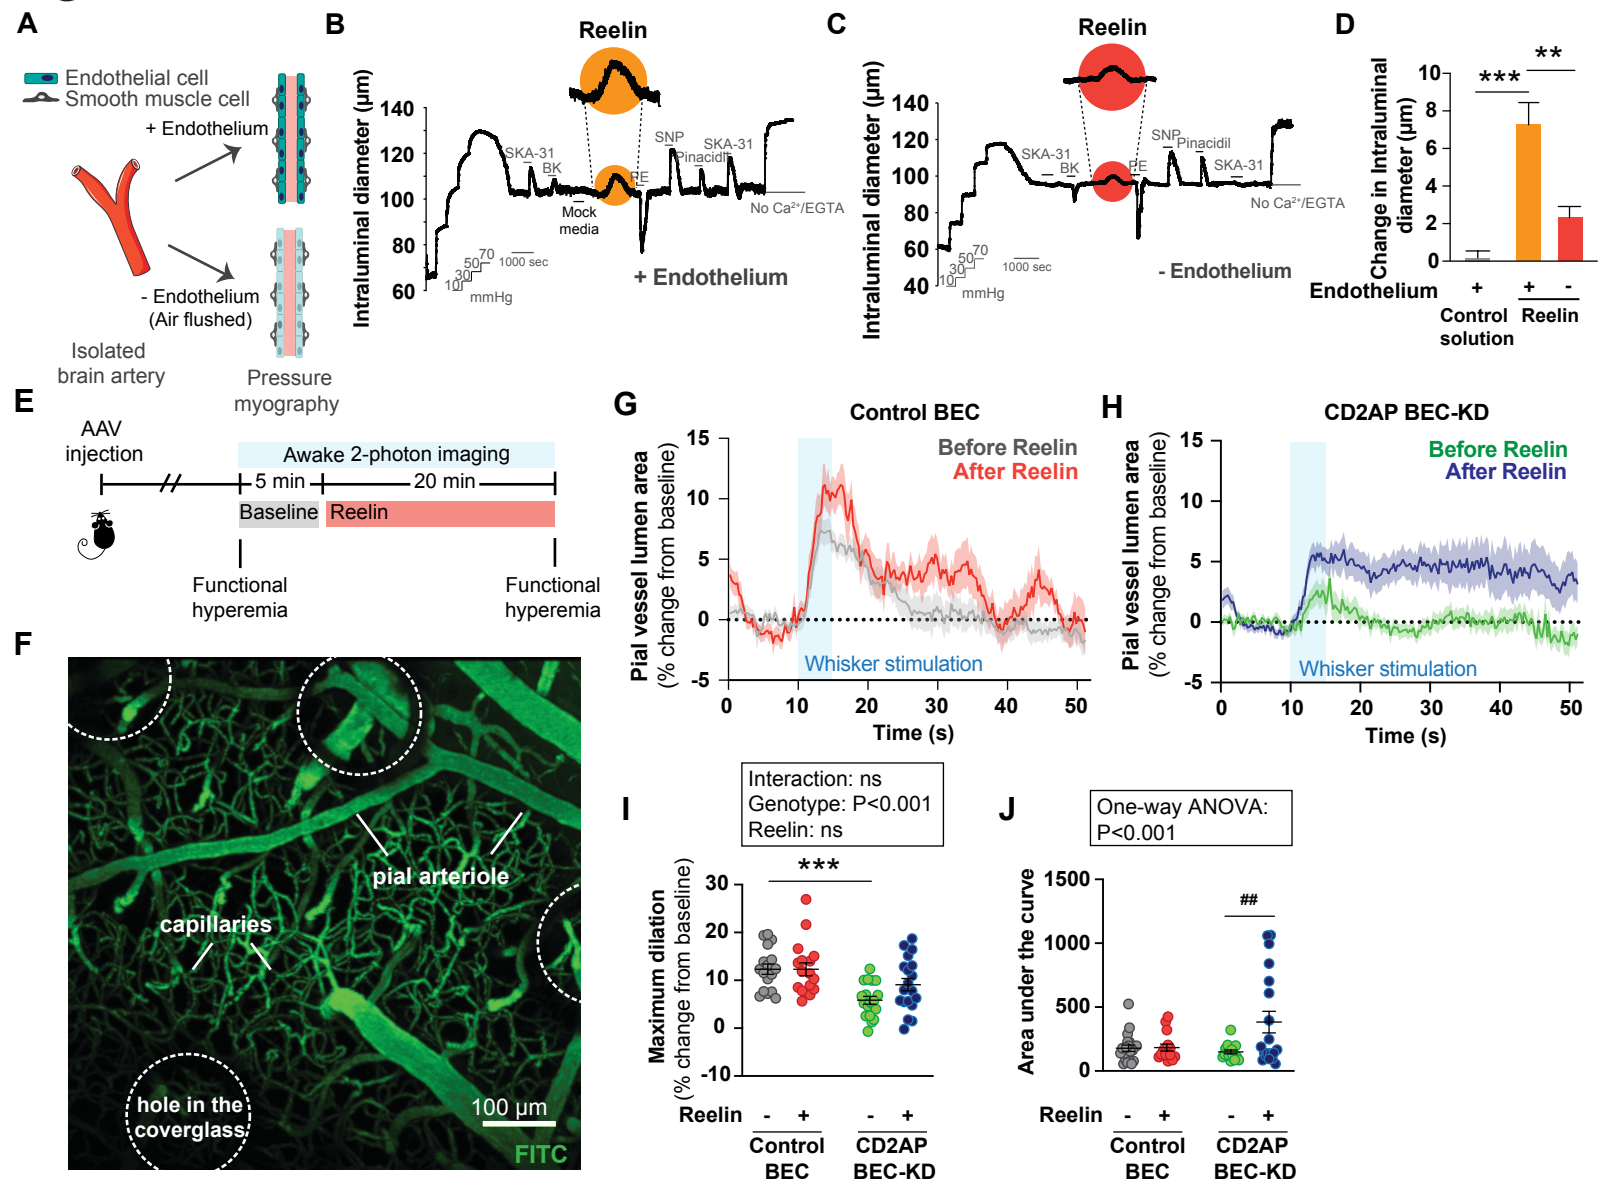 A
Endothelial cell
Smooth muscle cell
+ Endothelium
- Endothelium
(Air flushed)
Isolated
brain artery
Pressure
myography
B
Reelin
Intraluminal diameter (µm)
140
120
100
80
60
SKA-31
BK
Mock
media
PE
SNP
Pinacidil
SKA-31
No Ca²⁺/EGTA
10
30
50
70
mmHg
1000 sec
+ Endothelium
C
Reelin
Intraluminal diameter (µm)
140
120
100
80
60
40
SKA-31
BK
PE
SNP
Pinacidil
SKA-31
No Ca²⁺/EGTA
10
30
50
70
mmHg
1000 sec
- Endothelium
D
Change in Intraluminal
diameter (µm)
10
8
6
4
2
0
***
**
Endothelium + + -
Control
solution
Reelin
E
AAV
injection
Awake 2-photon imaging
5 min
20 min
Baseline
Reelin
Functional
hyperemia
Functional
hyperemia
F
pial arteriole
capillaries
hole in the
coverglass
100 µm
FITC
G
Control BEC
Before Reelin
After Reelin
Pial vessel lumen area
(% change from baseline)
15
10
5
0
-5
Whisker stimulation
0 10 20 30 40 50
Time (s)
H
CD2AP BEC-KD
Before Reelin
After Reelin
Pial vessel lumen area
(% change from baseline)
15
10
5
0
-5
Whisker stimulation
0 10 20 30 40 50
Time (s)
I
Interaction: ns
Genotype: P<0.001
Reelin: ns
Maximum dilation
(% change from baseline)
30
20
10
0
-10
***
Reelin - + - +
Control
BEC
CD2AP
BEC-KD
J
One-way ANOVA:
P<0.001
Area under the curve
1500
1000
500
0
##
Reelin - + - +
Control
BEC
CD2AP
BEC-KD